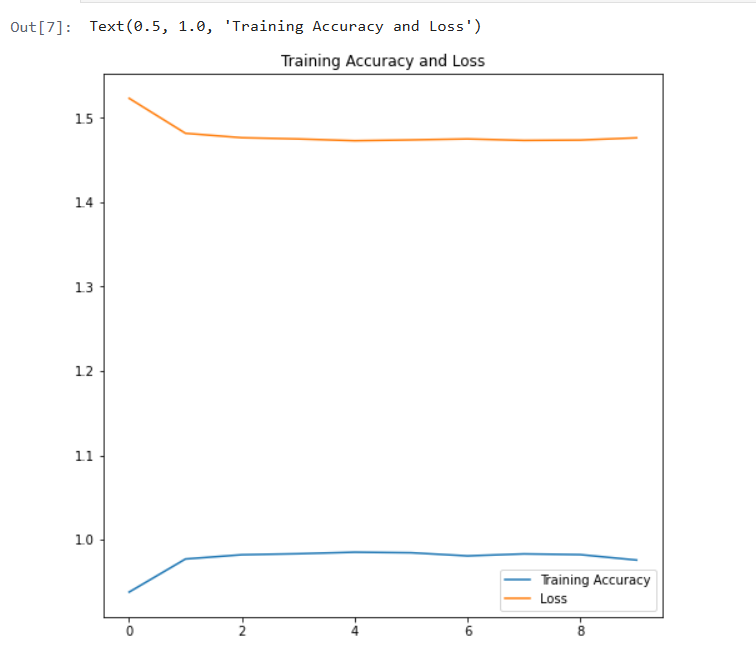 Out[7]: Text(0.5, 1.0, 'Training Accuracy and Loss')
Training Accuracy and Loss
1.5
1.4
1.3
1.2
1.1
1.0
Training Accuracy
Loss
0 2 4 6 8